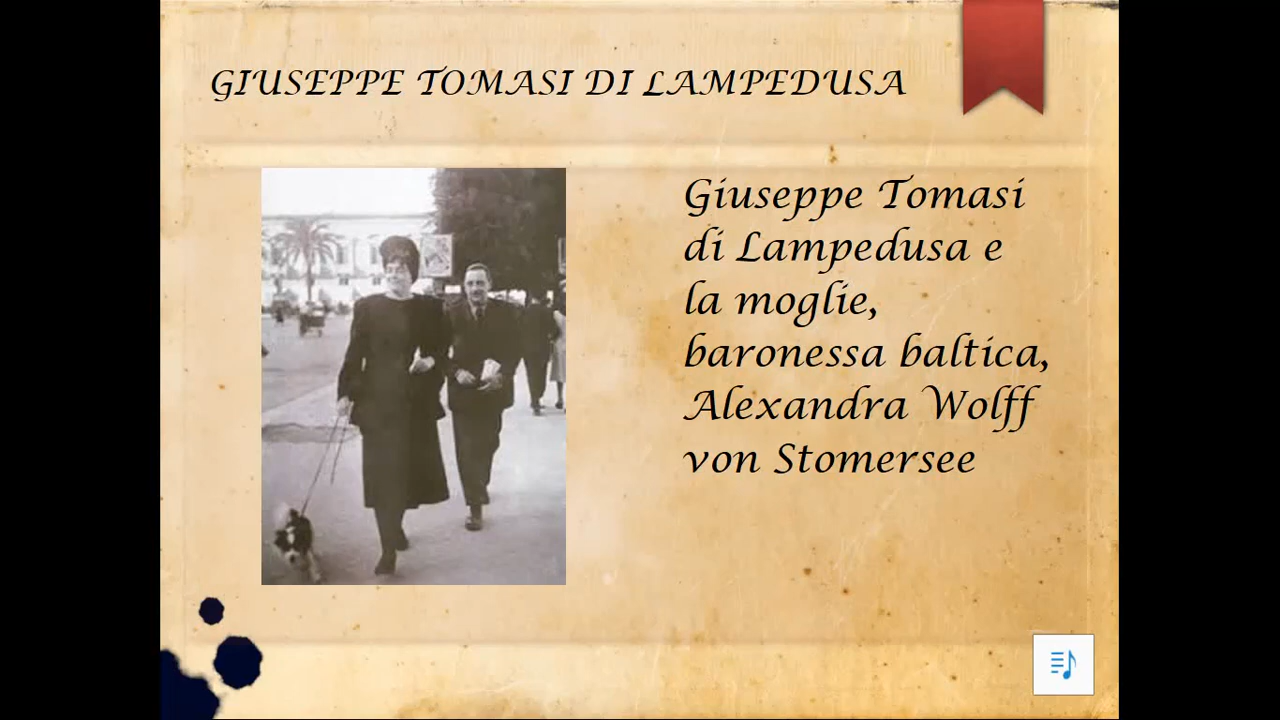 GIUSEPPE TOMASI DI LAMPEDUSA
Giuseppe Tomasi
di Lampedusa e
la moglie,
baronessa baltica,
Alexandra Wolff
von Stomersee